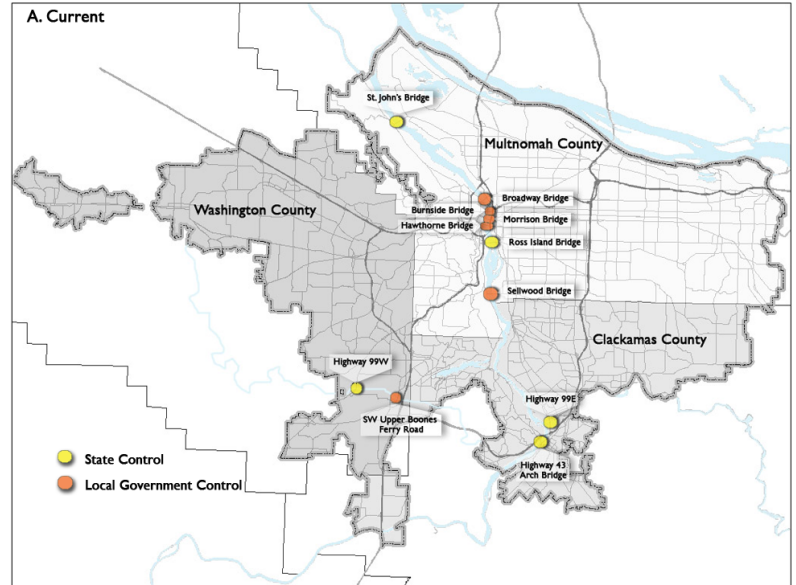 A. Current
St. John's Bridge
Multnomah County
Broadway Bridge
Washington County
Burnside Bridge
Morrison Bridge
Hawthorne Bridge
Ross Island Bridge
Sellwood Bridge
Clackamas County
Highway 99W
Highway 99E
SW Upper Boones
Ferry Road
State Control
Highway 43
Arch Bridge
Local Government Control